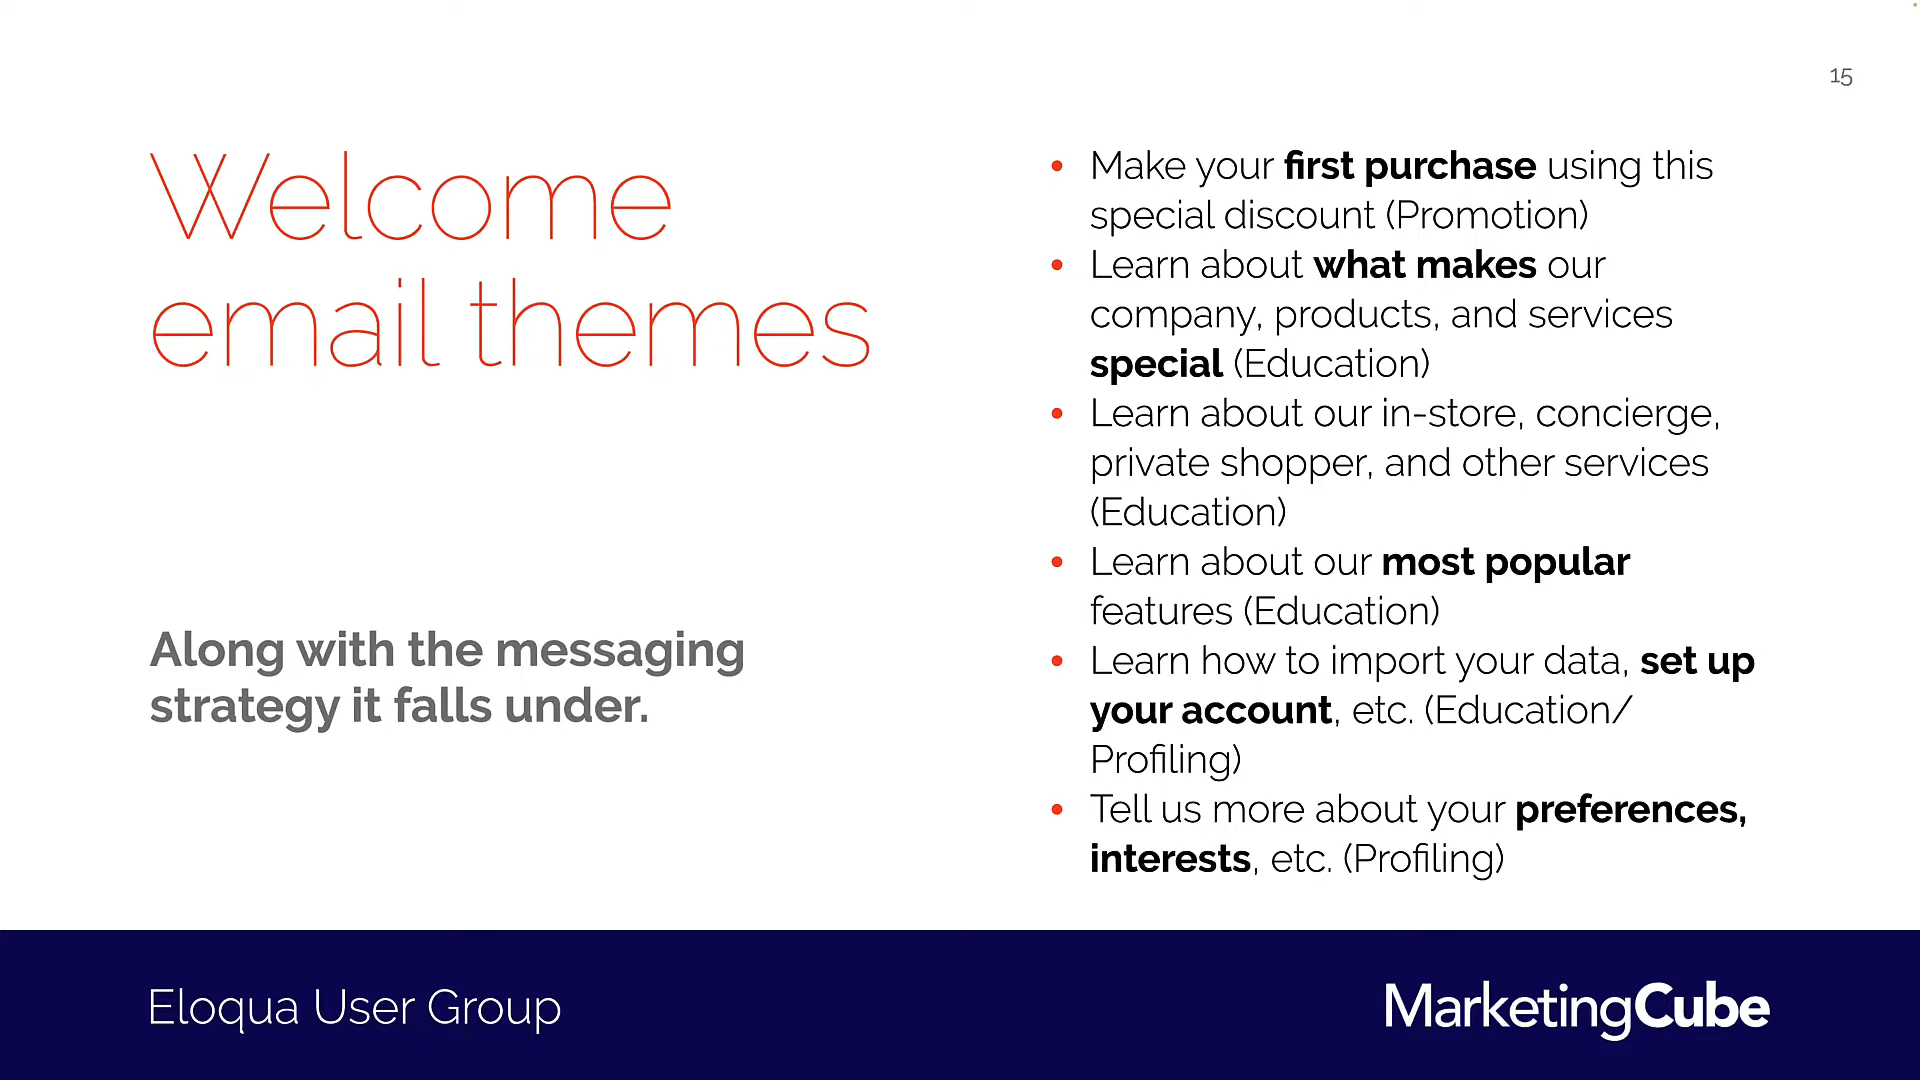 15
Welcome
email themes
Along with the messaging
strategy it falls under.
• Make your first purchase using this
special discount (Promotion)
• Learn about what makes our
company, products, and services
special (Education)
• Learn about our in-store, concierge,
private shopper, and other services
(Education)
• Learn about our most popular
features (Education)
• Learn how to import your data, set up
your account, etc. (Education/
Profiling)
• Tell us more about your preferences,
interests, etc. (Profiling)
Eloqua User Group
MarketingCube